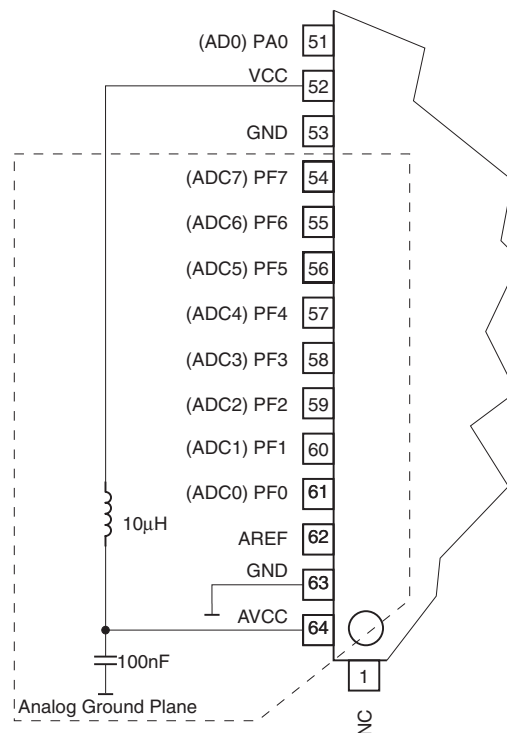 (AD0) PA0 51
VCC 52
GND 53
(ADC7) PF7 54
(ADC6) PF6 55
(ADC5) PF5 56
(ADC4) PF4 57
(ADC3) PF3 58
(ADC2) PF2 59
(ADC1) PF1 60
(ADC0) PF0 61
10μH
AREF 62
GND 63
AVCC 64
100nF
1
Analog Ground Plane
NC